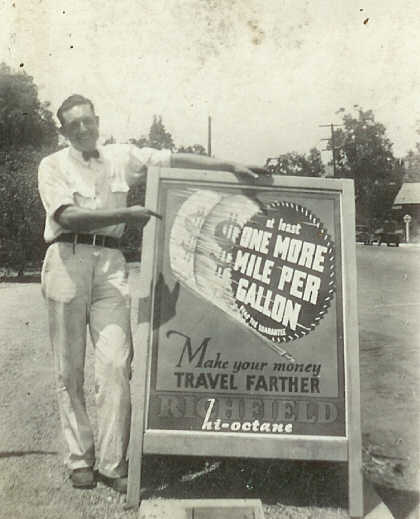 at least
ONE MORE
MILE PER
GALLON
Make your money
TRAVEL FARTHER
RICHFIELD
hi-octane